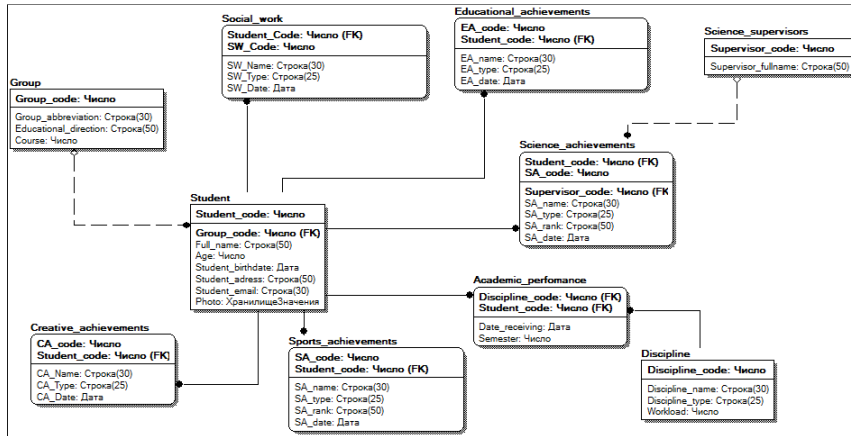 Social_work
Student_Code: Число (FK)
SW_Code: Число
SW_Name: Строка(30)
SW_Type: Строка(25)
SW_Date: Дата
Educational_achievements
EA_code: Число
Student_code: Число (FK)
EA_name: Строка(30)
EA_type: Строка(25)
EA_date: Дата
Science_supervisors
Supervisor_code: Число
Supervisor_fullname: Строка(50)
Group
Group_code: Число
Group_abbreviation: Строка(30)
Educational_direction: Строка(50)
Course: Число
Science_achievements
Student_code: Число (FK)
SA_code: Число
Supervisor_code: Число (FK
SA_name: Строка(30)
SA_type: Строка(25)
SA_rank: Строка(50)
SA_date: Дата
Student
Student_code: Число
Group_code: Число (FK)
Full_name: Строка(50)
Age: Число
Student_birthdate: Дата
Student_adress: Строка(50)
Student_email: Строка(30)
Photo: ХранилищеЗначения
Academic_perfomance
Discipline_code: Число (FK)
Student_code: Число (FK)
Date_receiving: Дата
Semester: Число
Creative_achievements
CA_code: Число
Student_code: Число (FK)
CA_Name: Строка(30)
CA_Type: Строка(25)
CA_Date: Дата
Sports_achievements
SA_code: Число
Student_code: Число (FK)
SA_name: Строка(30)
SA_type: Строка(25)
SA_rank: Строка(50)
SA_date: Дата
Discipline
Discipline_code: Число
Discipline_name: Строка(30)
Discipline_type: Строка(25)
Workload: Число